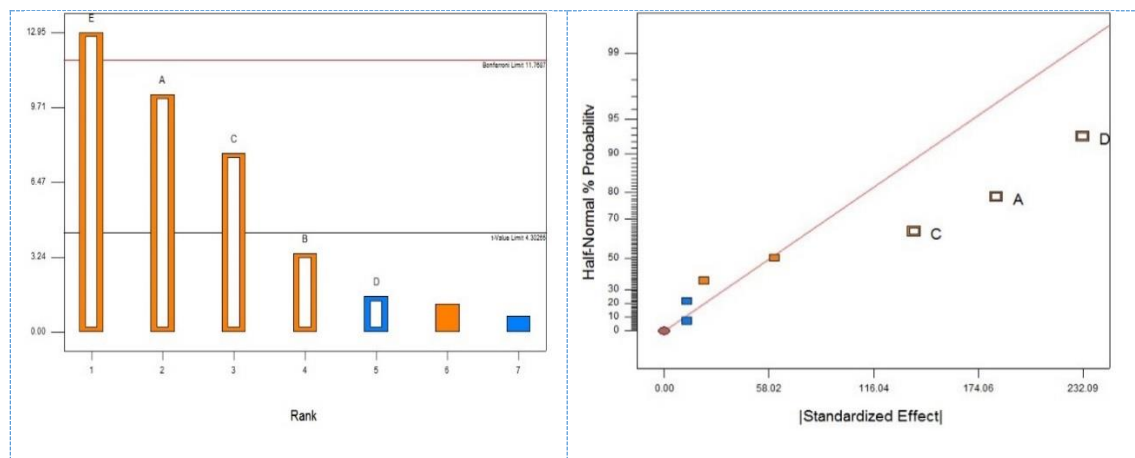 E
12.95
Bonferroni Limit 11.7687
A
9.71
C
6.47
t-Value Limit 4.30265
B
3.24
D
0.00
1 2 3 4 5 6 7
Rank
Half-Normal % Probability
99
95
90
D
80
A
70
C
50
30
20
10
0
0.00 58.02 116.04 174.06 232.09
|Standardized Effect|